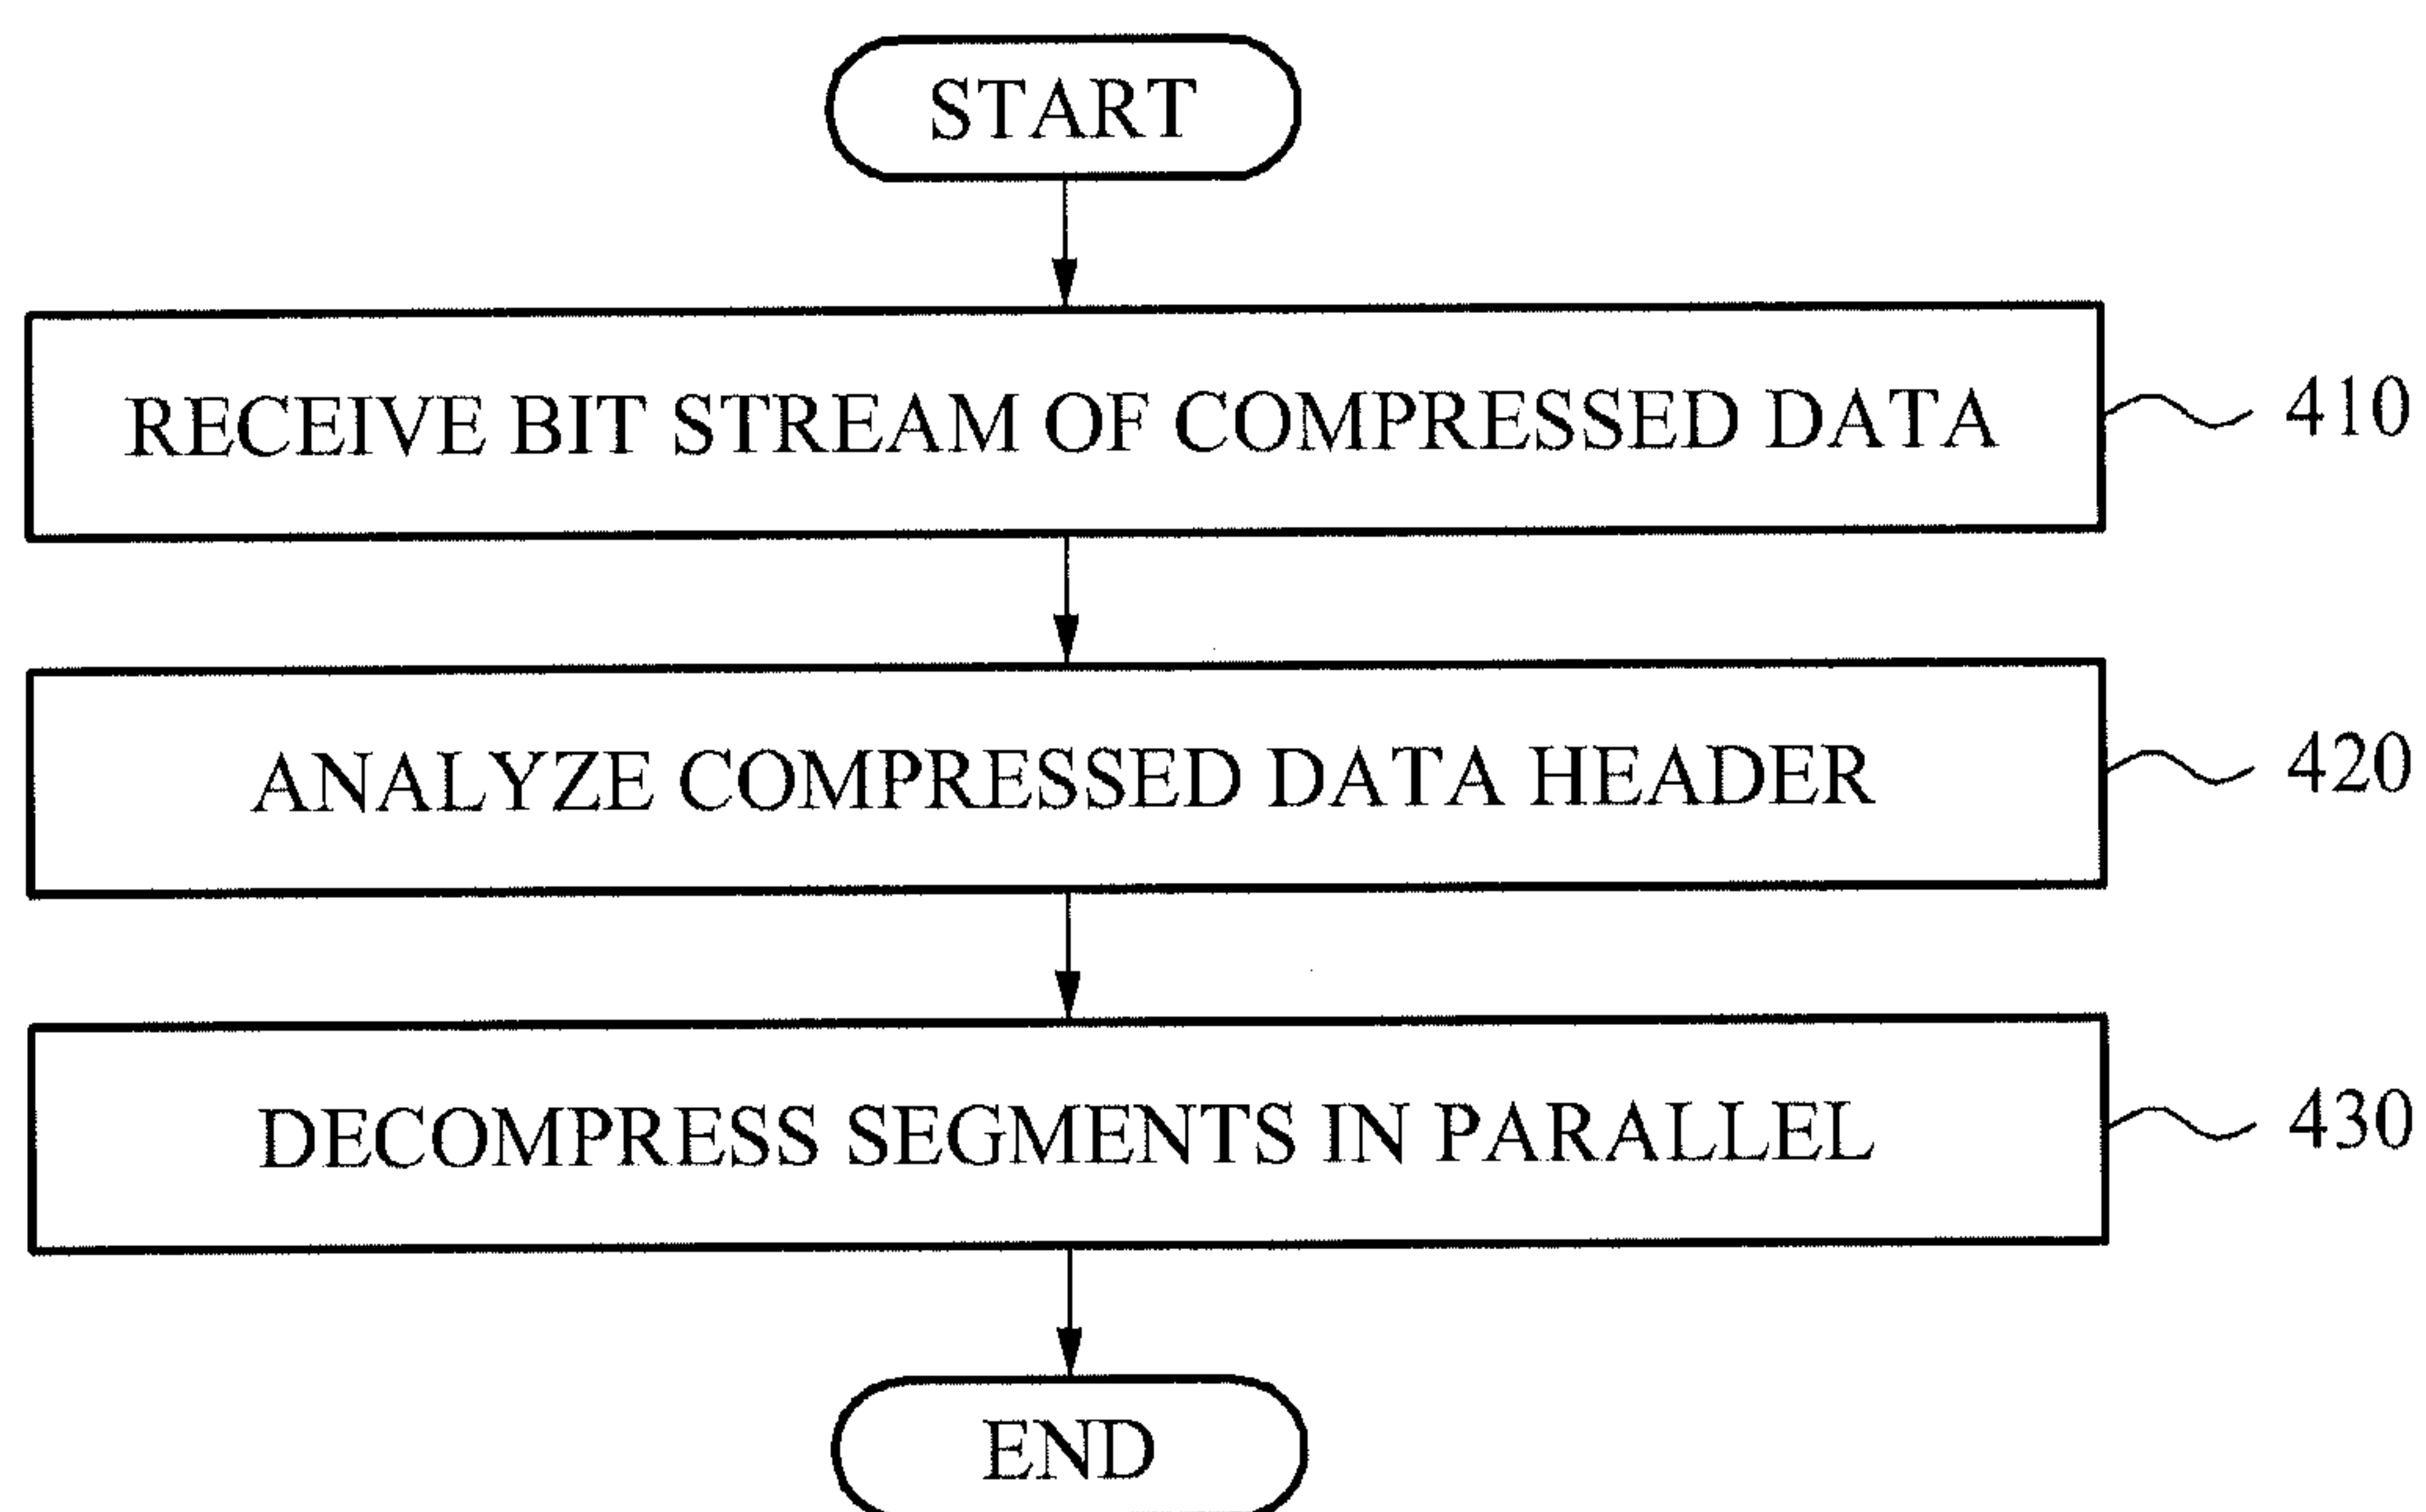 START
RECEIVE BIT STREAM OF COMPRESSED DATA
410
ANALYZE COMPRESSED DATA HEADER
420
DECOMPRESS SEGMENTS IN PARALLEL
430
END